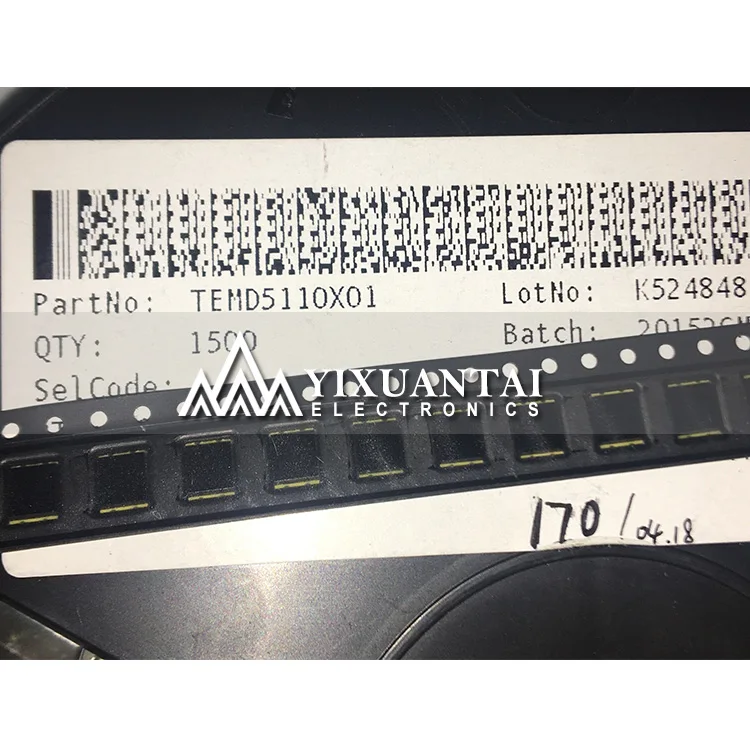 PartNo: TEMD5110X01
LotNo: K524848
QTY: 1500
Batch:
SelCode:
YIXUANTAI
ELECTRONICS
170/04.18